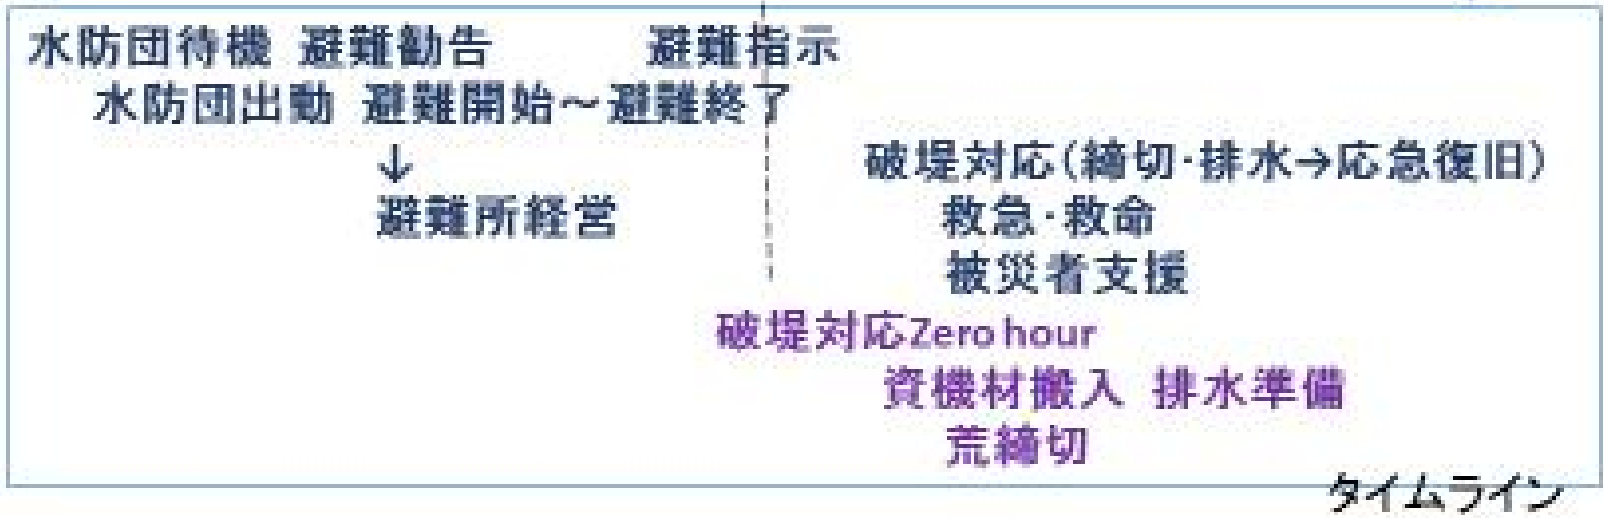 水防団待機 避難勧告 避難指示
水防団出動 避難開始～避難終了
↓
破堤対応（締切･排水→応急復旧）
避難所経営
救急･救命
被災者支援
破堤対応Zero hour
資機材搬入 排水準備
荒締切
タイムライン